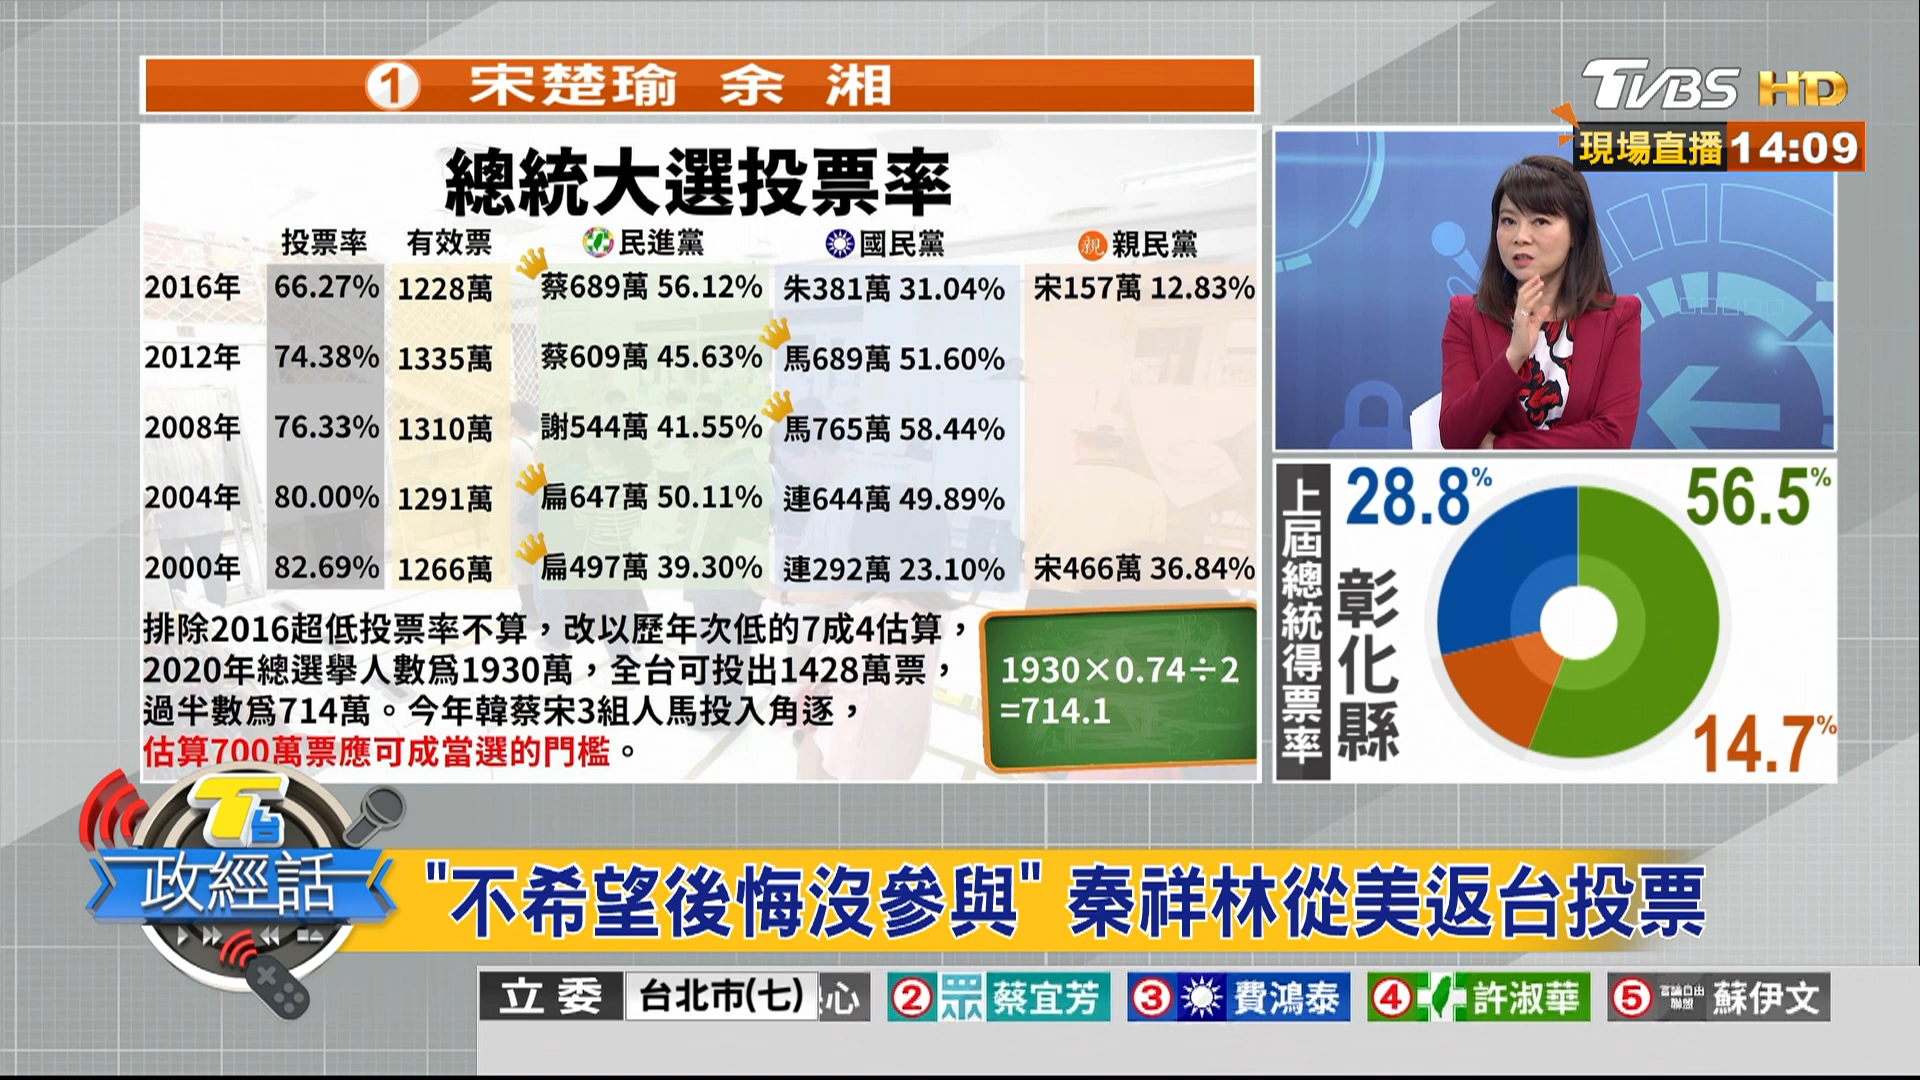 ① 宋楚瑜 余 湘
TVBS HD
現場直播 14:09
總統大選投票率
投票率 有效票 民進黨 國民黨 親 親民黨
2016年 66.27% 1228萬 蔡689萬 56.12% 朱381萬 31.04% 宋157萬 12.83%
2012年 74.38% 1335萬 蔡609萬 45.63% 馬689萬 51.60%
2008年 76.33% 1310萬 謝544萬 41.55% 馬765萬 58.44%
2004年 80.00% 1291萬 扁647萬 50.11% 連644萬 49.89%
2000年 82.69% 1266萬 扁497萬 39.30% 連292萬 23.10% 宋466萬 36.84%
排除2016超低投票率不算，改以歷年次低的7成4估算，
2020年總選舉人數為1930萬，全台可投出1428萬票，
過半數為714萬。今年韓蔡宋3組人馬投入角逐，
估算700萬票應可成當選的門檻。
1930×0.74÷2
=714.1
上屆總統得票率
彰化縣
28.8%
56.5%
14.7%
T台
政經話
"不希望後悔沒參與" 秦祥林從美返台投票
立委 台北市(七) 心 ② 眾 蔡宜芳 ③ 費鴻泰 ④ 許淑華 ⑤ 言論自由聯盟 蘇伊文